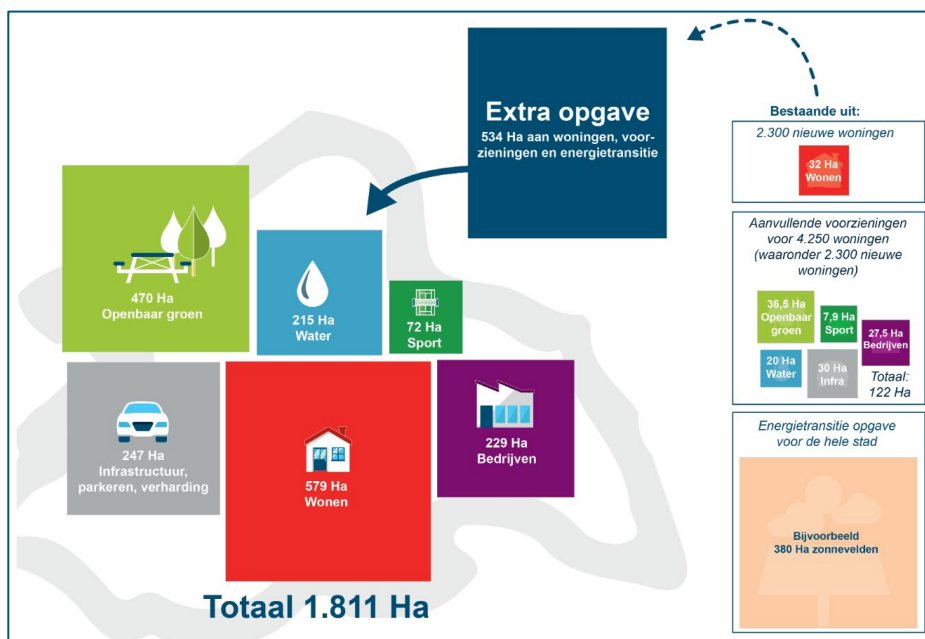 Extra opgave
534 Ha aan woningen, voor-
zieningen en energietransitie
470 Ha
Openbaar groen
215 Ha
Water
72 Ha
Sport
247 Ha
Infrastructuur,
parkeren, verharding
579 Ha
Wonen
229 Ha
Bedrijven
Totaal 1.811 Ha
Bestaande uit:
2.300 nieuwe woningen
32 Ha
Wonen
Aanvullende voorzieningen
voor 4.250 woningen
(waaronder 2.300 nieuwe
woningen)
36,5 Ha
Openbaar
groen
7,9 Ha
Sport
27,5 Ha
Bedrijven
20 Ha
Water
30 Ha
Infra
Totaal:
122 Ha
Energietransitie opgave
voor de hele stad
Bijvoorbeeld
380 Ha zonnevelden